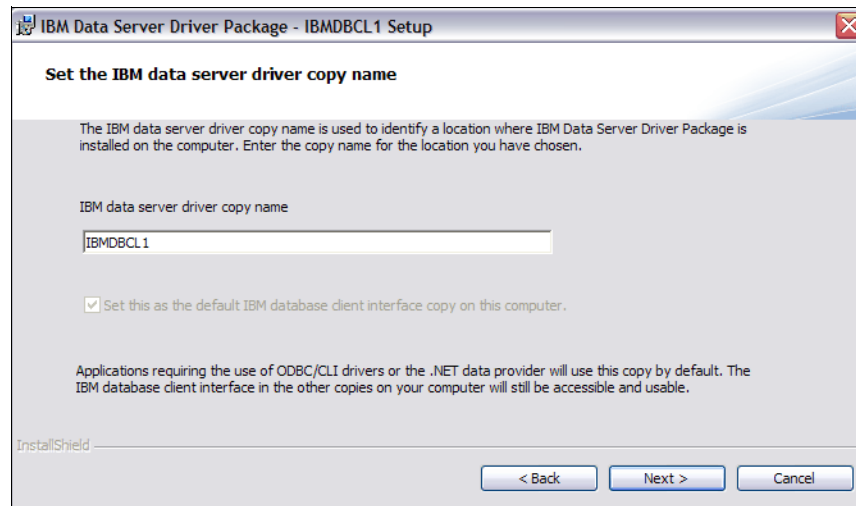 IBM Data Server Driver Package - IBMDBCL1 Setup
Set the IBM data server driver copy name
The IBM data server driver copy name is used to identify a location where IBM Data Server Driver Package is
installed on the computer. Enter the copy name for the location you have chosen.
IBM data server driver copy name
IBMDBCL1
Set this as the default IBM database client interface copy on this computer.
Applications requiring the use of ODBC/CLI drivers or the .NET data provider will use this copy by default. The
IBM database client interface in the other copies on your computer will still be accessible and usable.
InstallShield
< Back
Next >
Cancel